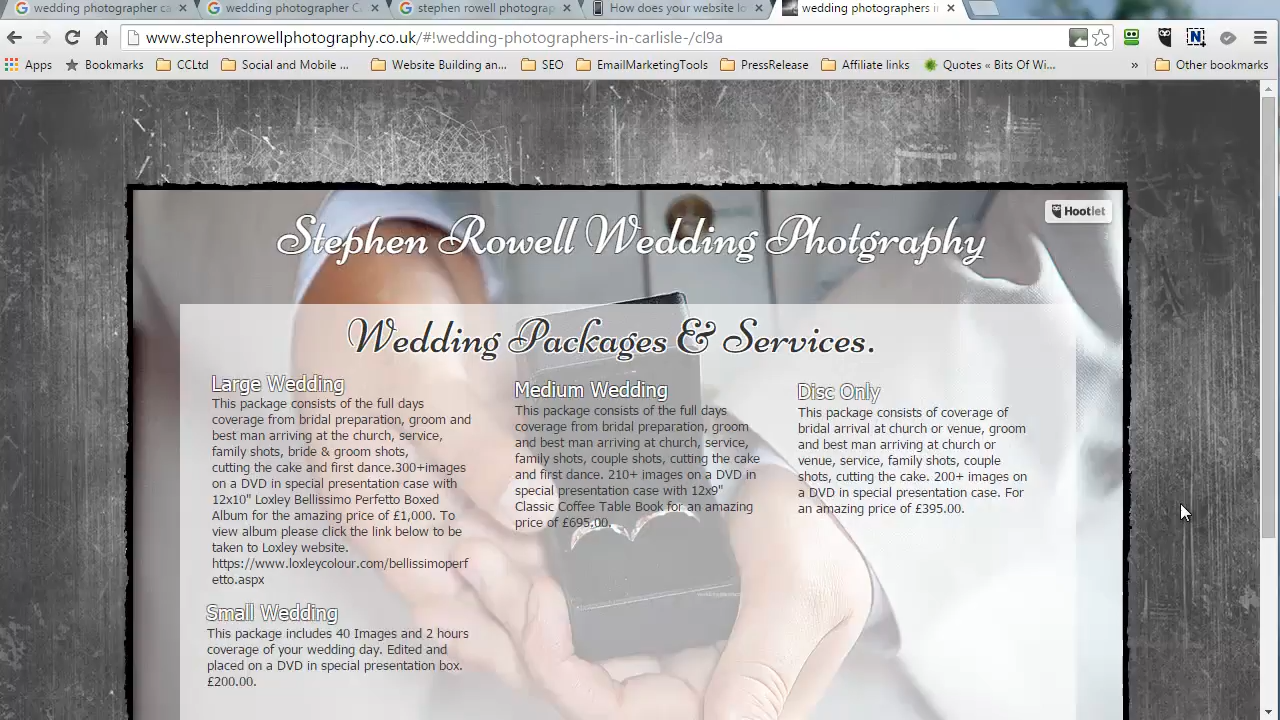 wedding photographer ca
wedding photographer C
stephen rowell photograp
How does your website lo
wedding photographers in
www.stephenrowellphotography.co.uk/#!wedding-photographers-in-carlisle-/cl9a
Apps Bookmarks CCLtd Social and Mobile ... Website Building an... SEO EmailMarketingTools PressRelease Affiliate links Quotes « Bits Of Wi... » Other bookmarks
Hootlet
Stephen Rowell Wedding Photgraphy
Wedding Packages & Services.
Large Wedding
This package consists of the full days
coverage from bridal preparation, groom and
best man arriving at the church, service,
family shots, bride & groom shots,
cutting the cake and first dance.300+images
on a DVD in special presentation case with
12x10" Loxley Bellissimo Perfetto Boxed
Album for the amazing price of £1,000. To
view album please click the link below to be
taken to Loxley website.
https://www.loxleycolour.com/bellissimoperf
etto.aspx
Medium Wedding
This package consists of the full days
coverage from bridal preparation, groom
and best man arriving at church, service,
family shots, couple shots, cutting the cake
and first dance. 210+ images on a DVD in
special presentation case with 12x9"
Classic Coffee Table Book for an amazing
price of £695.00.
Disc Only
This package consists of coverage of
bridal arrival at church or venue, groom
and best man arriving at church or
venue, service, family shots, couple
shots, cutting the cake. 200+ images on
a DVD in special presentation case. For
an amazing price of £395.00.
Small Wedding
This package includes 40 Images and 2 hours
coverage of your wedding day. Edited and
placed on a DVD in special presentation box.
£200.00.